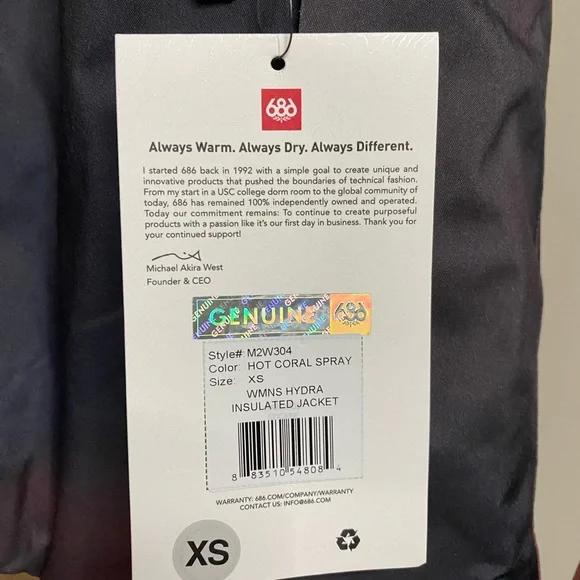 686
Always Warm. Always Dry. Always Different.
I started 686 back in 1992 with a simple goal to create unique and
innovative products that pushed the boundaries of technical fashion.
From my start in a USC college dorm room to the global community of
today, 686 has remained 100% independently owned and operated.
Today our commitment remains: To continue to create purposeful
products with a passion like it's our first day in business. Thank you for
your continued support!
Michael Akira West
Founder & CEO
GENUINE 686
Style#: M2W304
Color: HOT CORAL SPRAY
Size: XS
WMNS HYDRA
INSULATED JACKET
8 83510 54808 4
WARRANTY: 686.COM/COMPANY/WARRANTY
CONTACT US: INFO@686.COM
XS